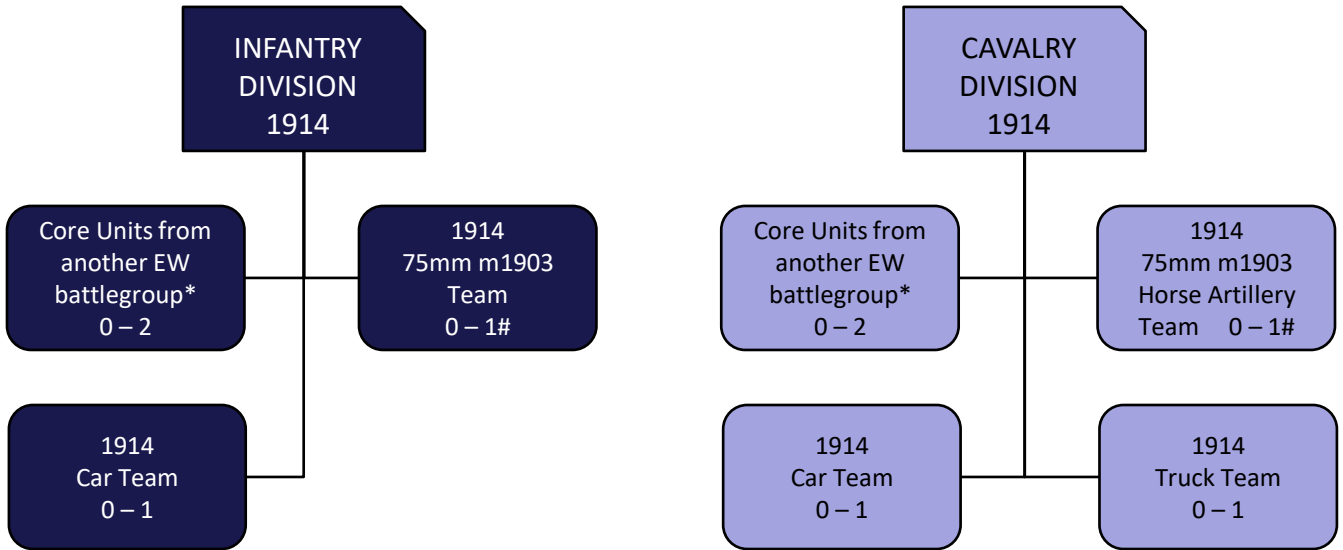 INFANTRY
DIVISION
1914
Core Units from
another EW
battlegroup*
0 – 2
1914
75mm m1903
Team
0 – 1#
1914
Car Team
0 – 1
CAVALRY
DIVISION
1914
Core Units from
another EW
battlegroup*
0 – 2
1914
75mm m1903
Horse Artillery
Team 0 – 1#
1914
Car Team
0 – 1
1914
Truck Team
0 – 1